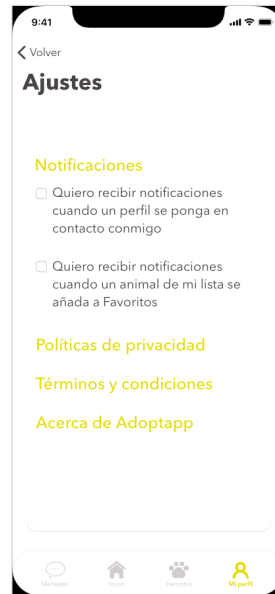 9:41
Volver
Ajustes
Notificaciones
Quiero recibir notificaciones
cuando un perfil se ponga en
contacto conmigo
Quiero recibir notificaciones
cuando un animal de mi lista se
añada a Favoritos
Políticas de privacidad
Términos y condiciones
Acerca de Adoptapp
Mensajes Inicio Favoritos Mi perfil